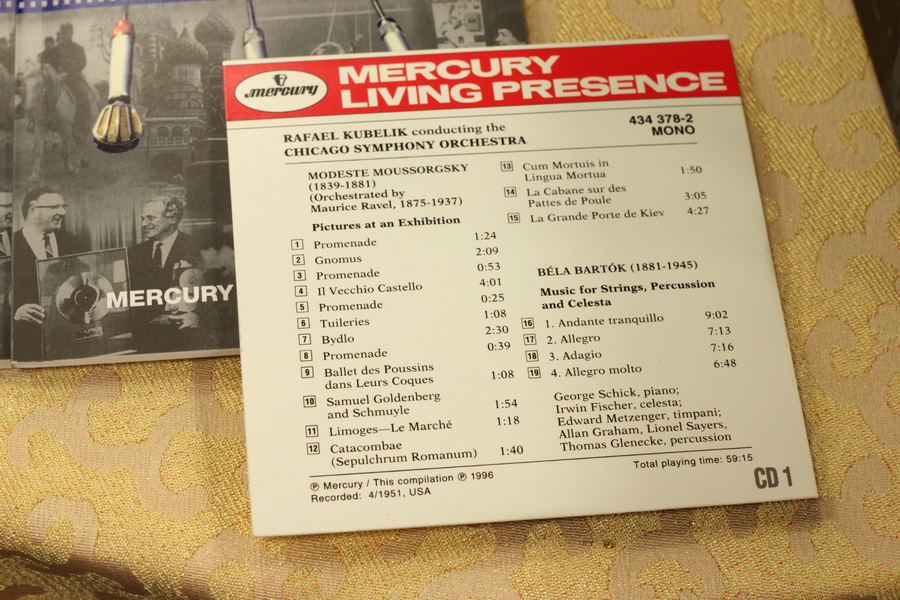 mercury
MERCURY
LIVING PRESENCE
RAFAEL KUBELIK conducting the
CHICAGO SYMPHONY ORCHESTRA
434 378-2
MONO
MODESTE MOUSSORGSKY
(1839-1881)
(Orchestrated by
Maurice Ravel, 1875-1937)
Pictures at an Exhibition
1 Promenade 1:24
2 Gnomus 2:09
3 Promenade 0:53
4 Il Vecchio Castello 4:01
5 Promenade 0:25
6 Tuileries 1:08
7 Bydlo 2:30
8 Promenade 0:39
9 Ballet des Poussins
dans Leurs Coques 1:08
10 Samuel Goldenberg
and Schmuyle 1:54
11 Limoges—Le Marché 1:18
12 Catacombae
(Sepulchrum Romanum) 1:40
13 Cum Mortuis in
Lingua Mortua 1:50
14 La Cabane sur des
Pattes de Poule 3:05
15 La Grande Porte de Kiev 4:27
BÉLA BARTÓK (1881-1945)
Music for Strings, Percussion
and Celesta
16 1. Andante tranquillo 9:02
17 2. Allegro 7:13
18 3. Adagio 7:16
19 4. Allegro molto 6:48
George Schick, piano;
Irwin Fischer, celesta;
Edward Metzenger, timpani;
Allan Graham, Lionel Sayers,
Thomas Glenecke, percussion
℗ Mercury / This compilation ℗ 1996
Recorded: 4/1951, USA
Total playing time: 59:15
CD 1
MERCURY